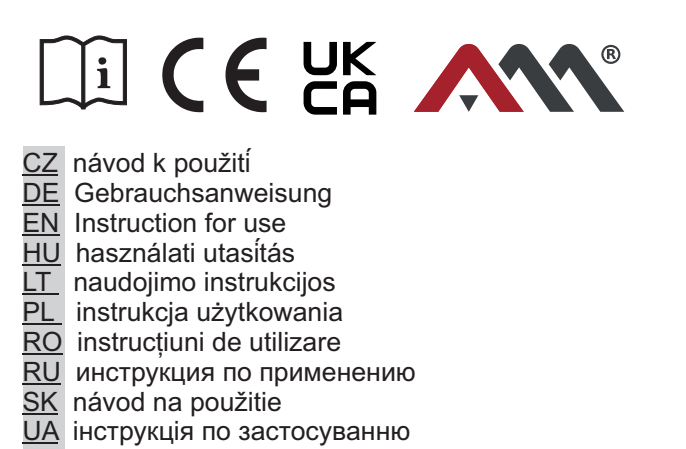 i CE UK CA AM ®
CZ návod k použití
DE Gebrauchsanweisung
EN Instruction for use
HU használati utasítás
LT naudojimo instrukcijos
PL instrukcja użytkowania
RO instrucțiuni de utilizare
RU инструкция по применению
SK návod na použitie
UA інструкція по застосуванню